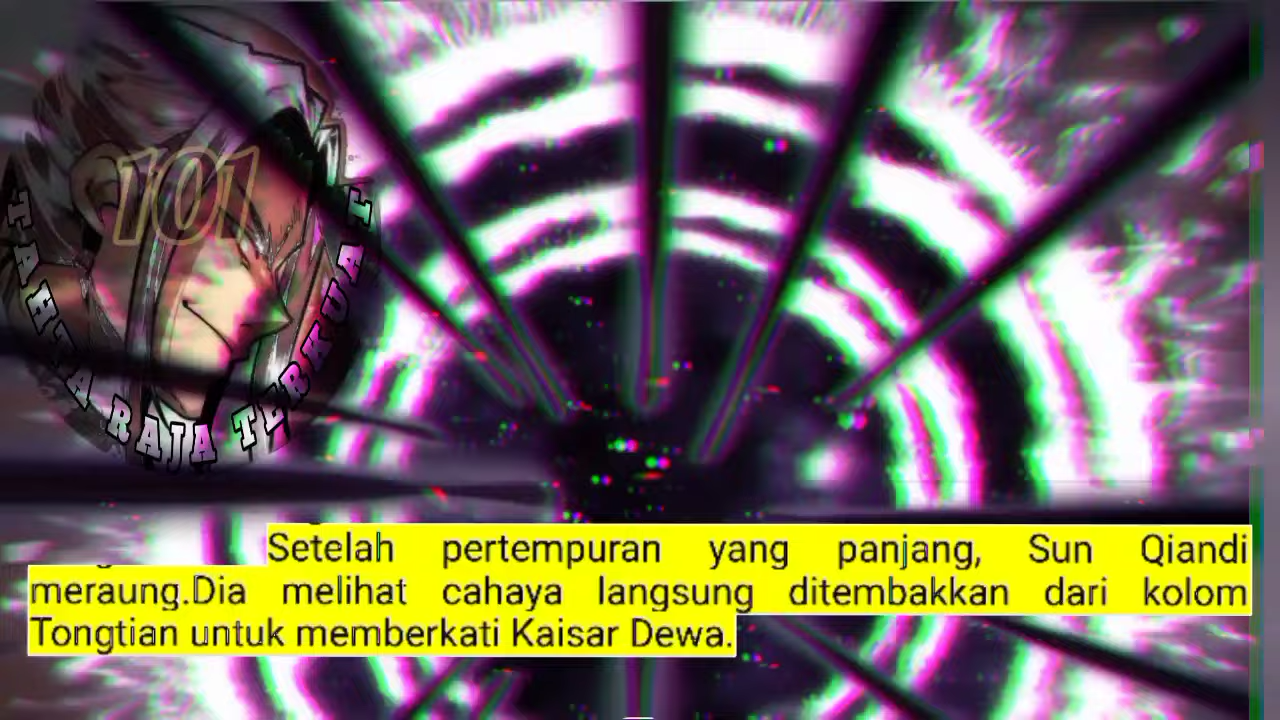 101
TAHTA RAJA TERKUAT
Setelah pertempuran yang panjang, Sun Qiandi
meraung.Dia melihat cahaya langsung ditembakkan dari kolom
Tongtian untuk memberkati Kaisar Dewa.